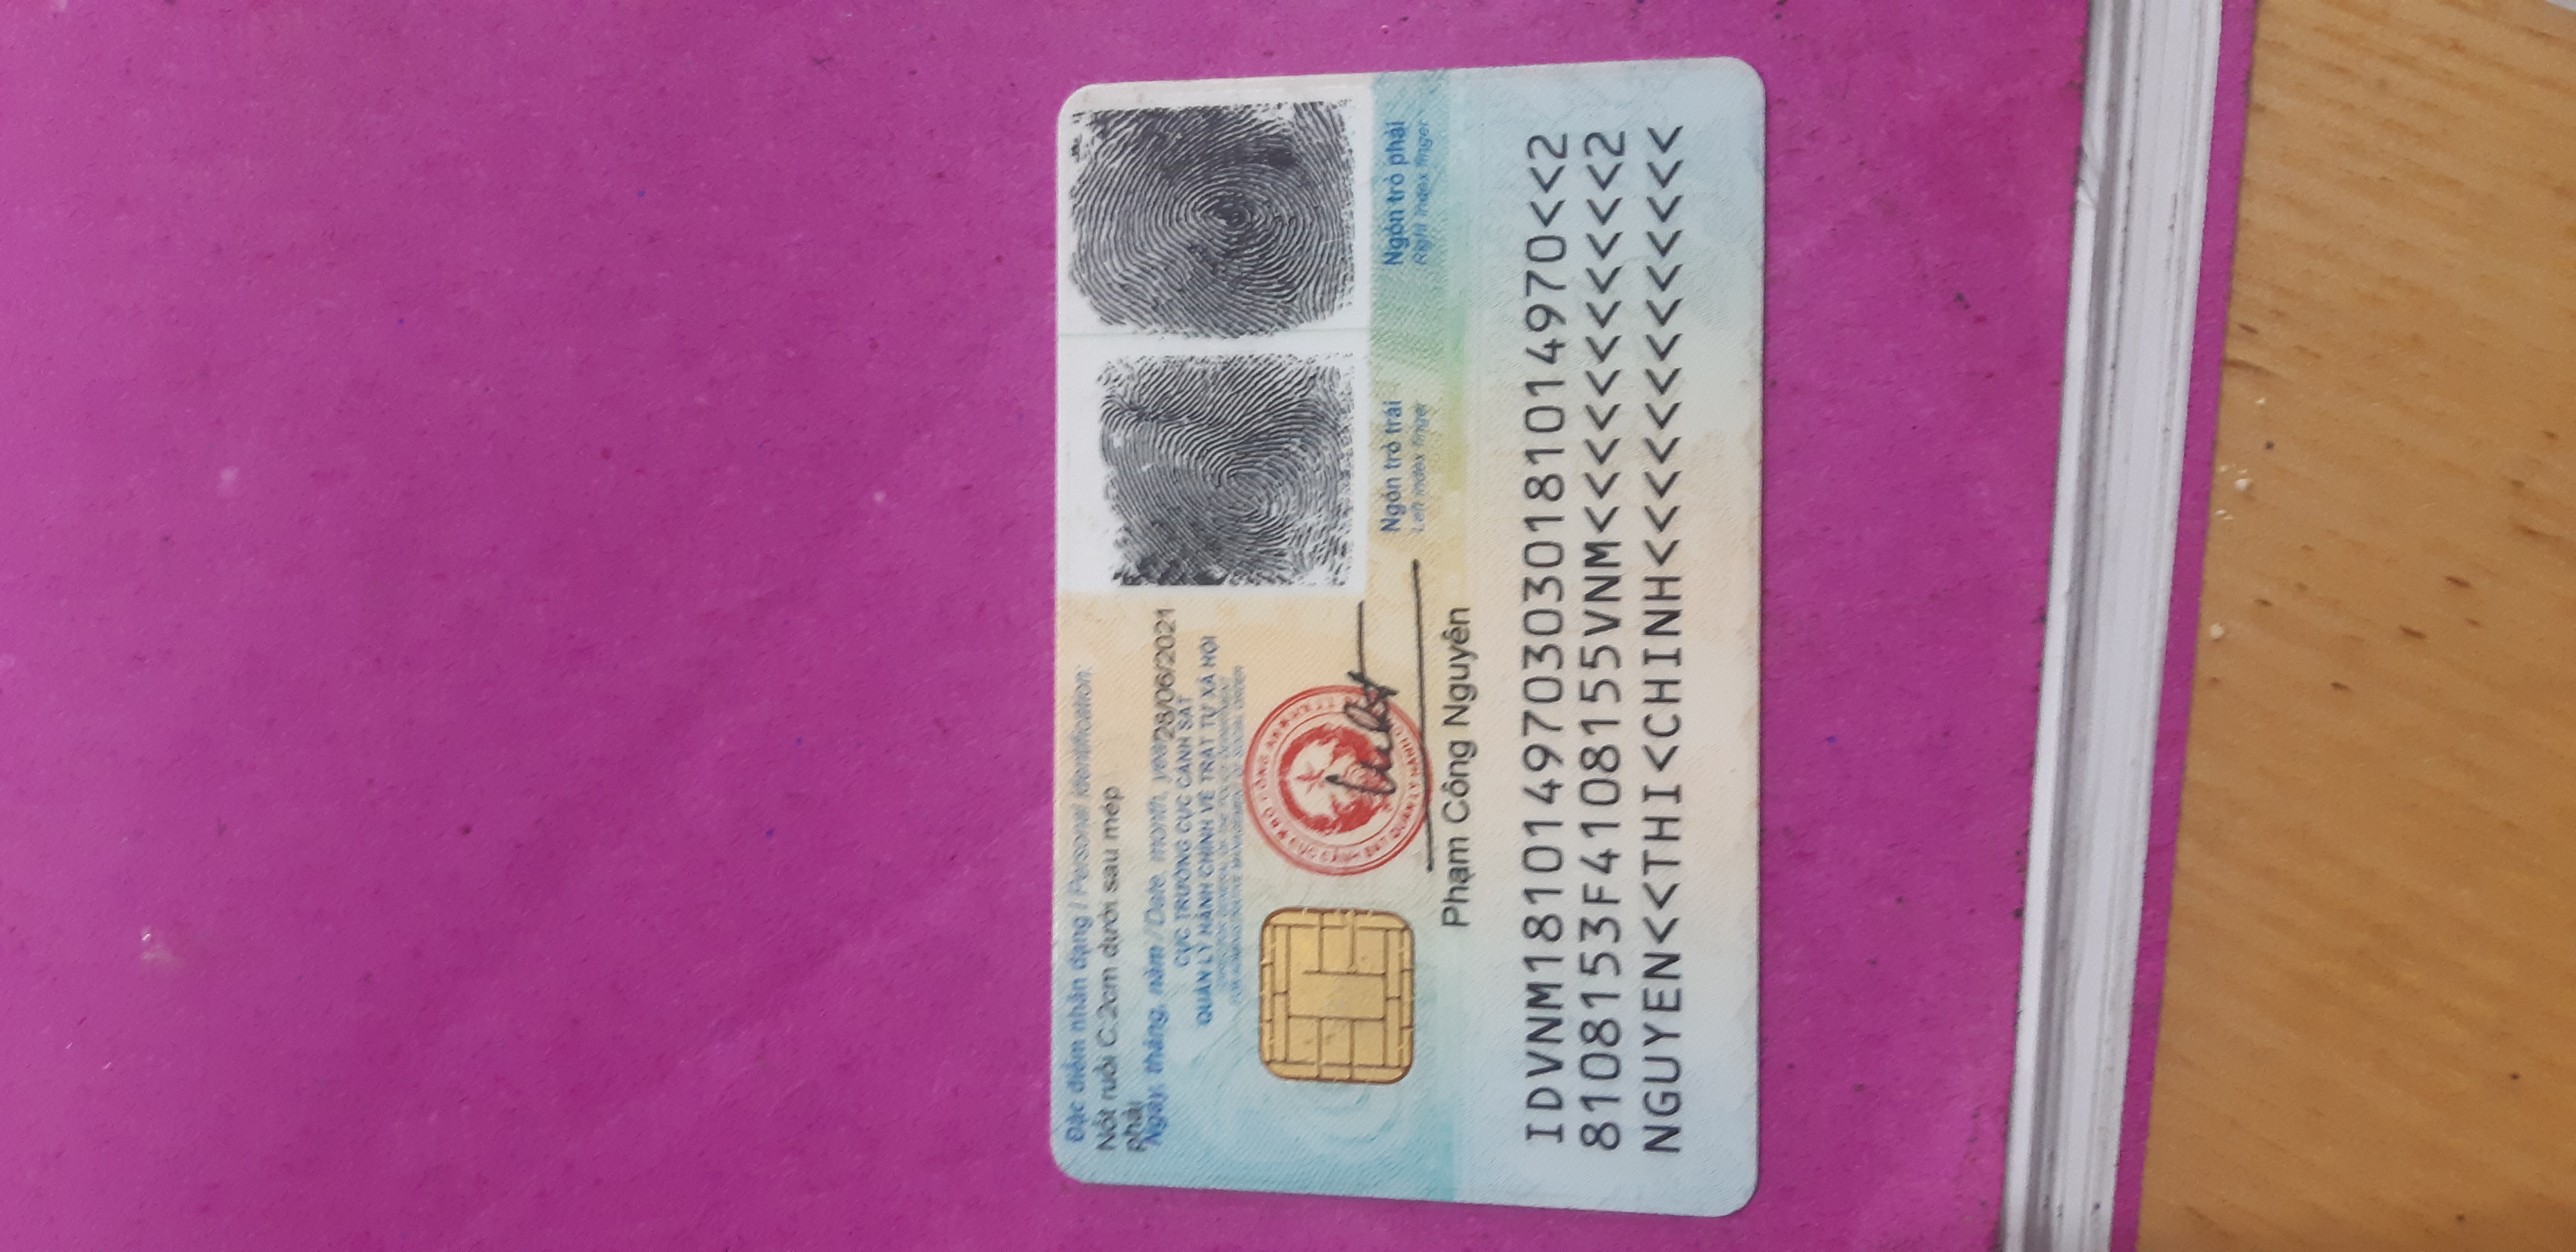 Đặc điểm nhân dạng / Personal identification:
Nốt ruồi C.2cm dưới sau mép
phải
Ngày, tháng, năm / Date, month, year 28/06/2021
CỤC TRƯỞNG CỤC CẢNH SÁT
QUẢN LÝ HÀNH CHÍNH VỀ TRẬT TỰ XÃ HỘI
DIRECTOR GENERAL OF THE POLICE DEPARTMENT
FOR ADMINISTRATIVE MANAGEMENT OF SOCIAL ORDER
Ngón trỏ trái
Left index finger
Ngón trỏ phải
Right index finger
Phạm Công Nguyên
IDVNM1810149703030181014970<<2
8108153F4108155VNM<<<<<<<<<<<2
NGUYEN<<THI<CHINH<<<<<<<<<<<<<